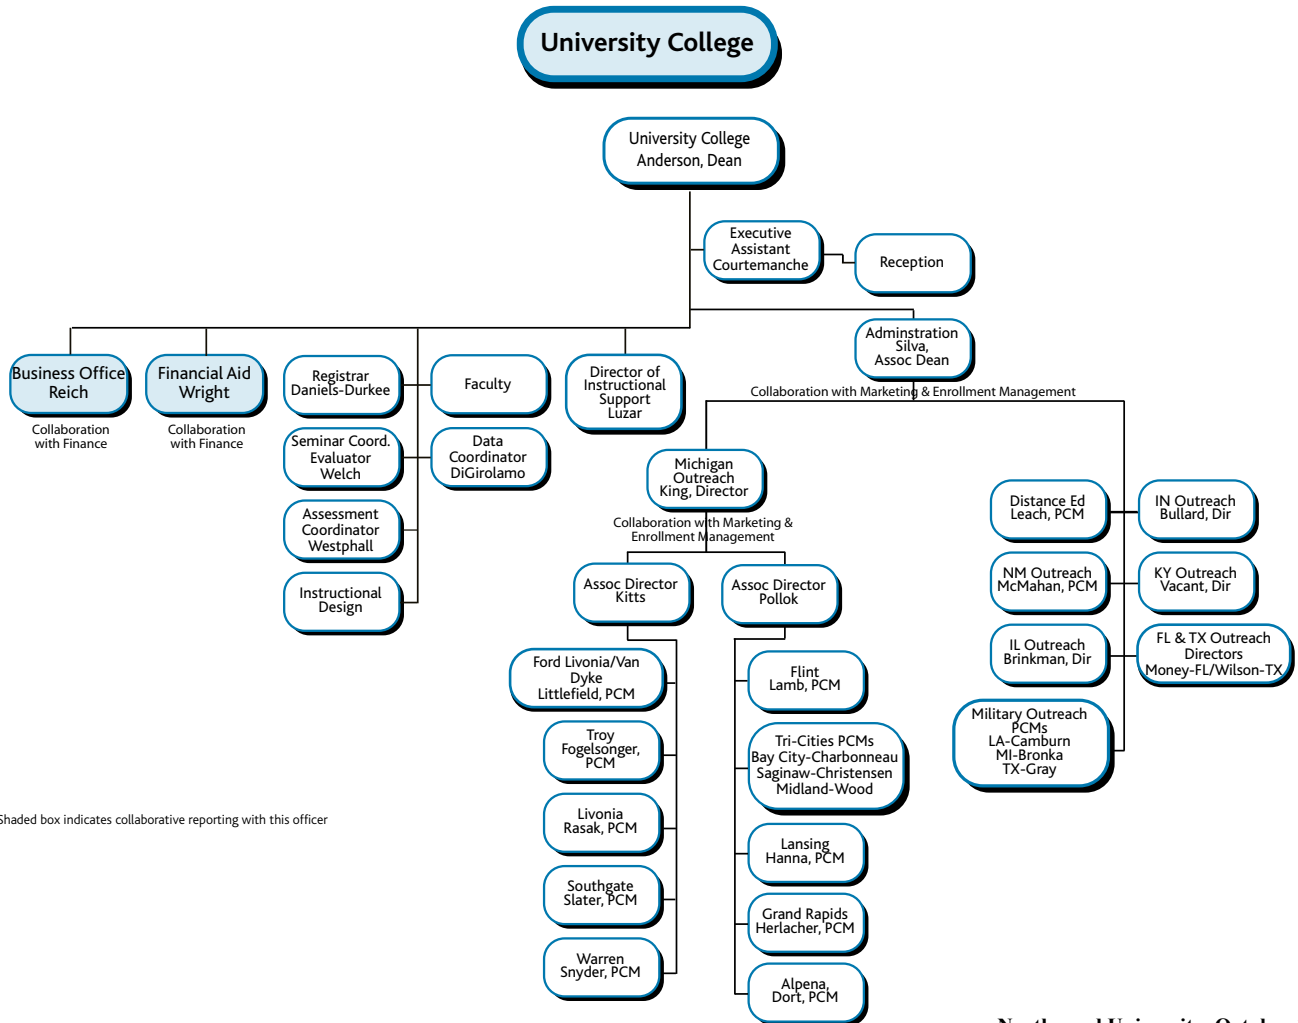 University College
University College
Anderson, Dean
Executive
Assistant
Courtemanche
Reception
Adminstration
Silva,
Assoc Dean
Collaboration with Marketing & Enrollment Management
Business Office
Reich
Collaboration
with Finance
Financial Aid
Wright
Collaboration
with Finance
Registrar
Daniels-Durkee
Faculty
Seminar Coord.
Evaluator
Welch
Data
Coordinator
DiGirolamo
Assessment
Coordinator
Westphall
Instructional
Design
Director of
Instructional
Support
Luzar
Michigan
Outreach
King, Director
Collaboration with Marketing &
Enrollment Management
Assoc Director
Kitts
Assoc Director
Pollok
Ford Livonia/Van
Dyke
Littlefield, PCM
Troy
Fogelsonger,
PCM
Livonia
Rasak, PCM
Southgate
Slater, PCM
Warren
Snyder, PCM
Flint
Lamb, PCM
Tri-Cities PCMs
Bay City-Charbonneau
Saginaw-Christensen
Midland-Wood
Lansing
Hanna, PCM
Grand Rapids
Herlacher, PCM
Alpena,
Dort, PCM
Distance Ed
Leach, PCM
IN Outreach
Bullard, Dir
NM Outreach
McMahan, PCM
KY Outreach
Vacant, Dir
IL Outreach
Brinkman, Dir
FL & TX Outreach
Directors
Money-FL/Wilson-TX
Military Outreach
PCMs
LA-Camburn
MI-Bronka
TX-Gray
Shaded box indicates collaborative reporting with this officer